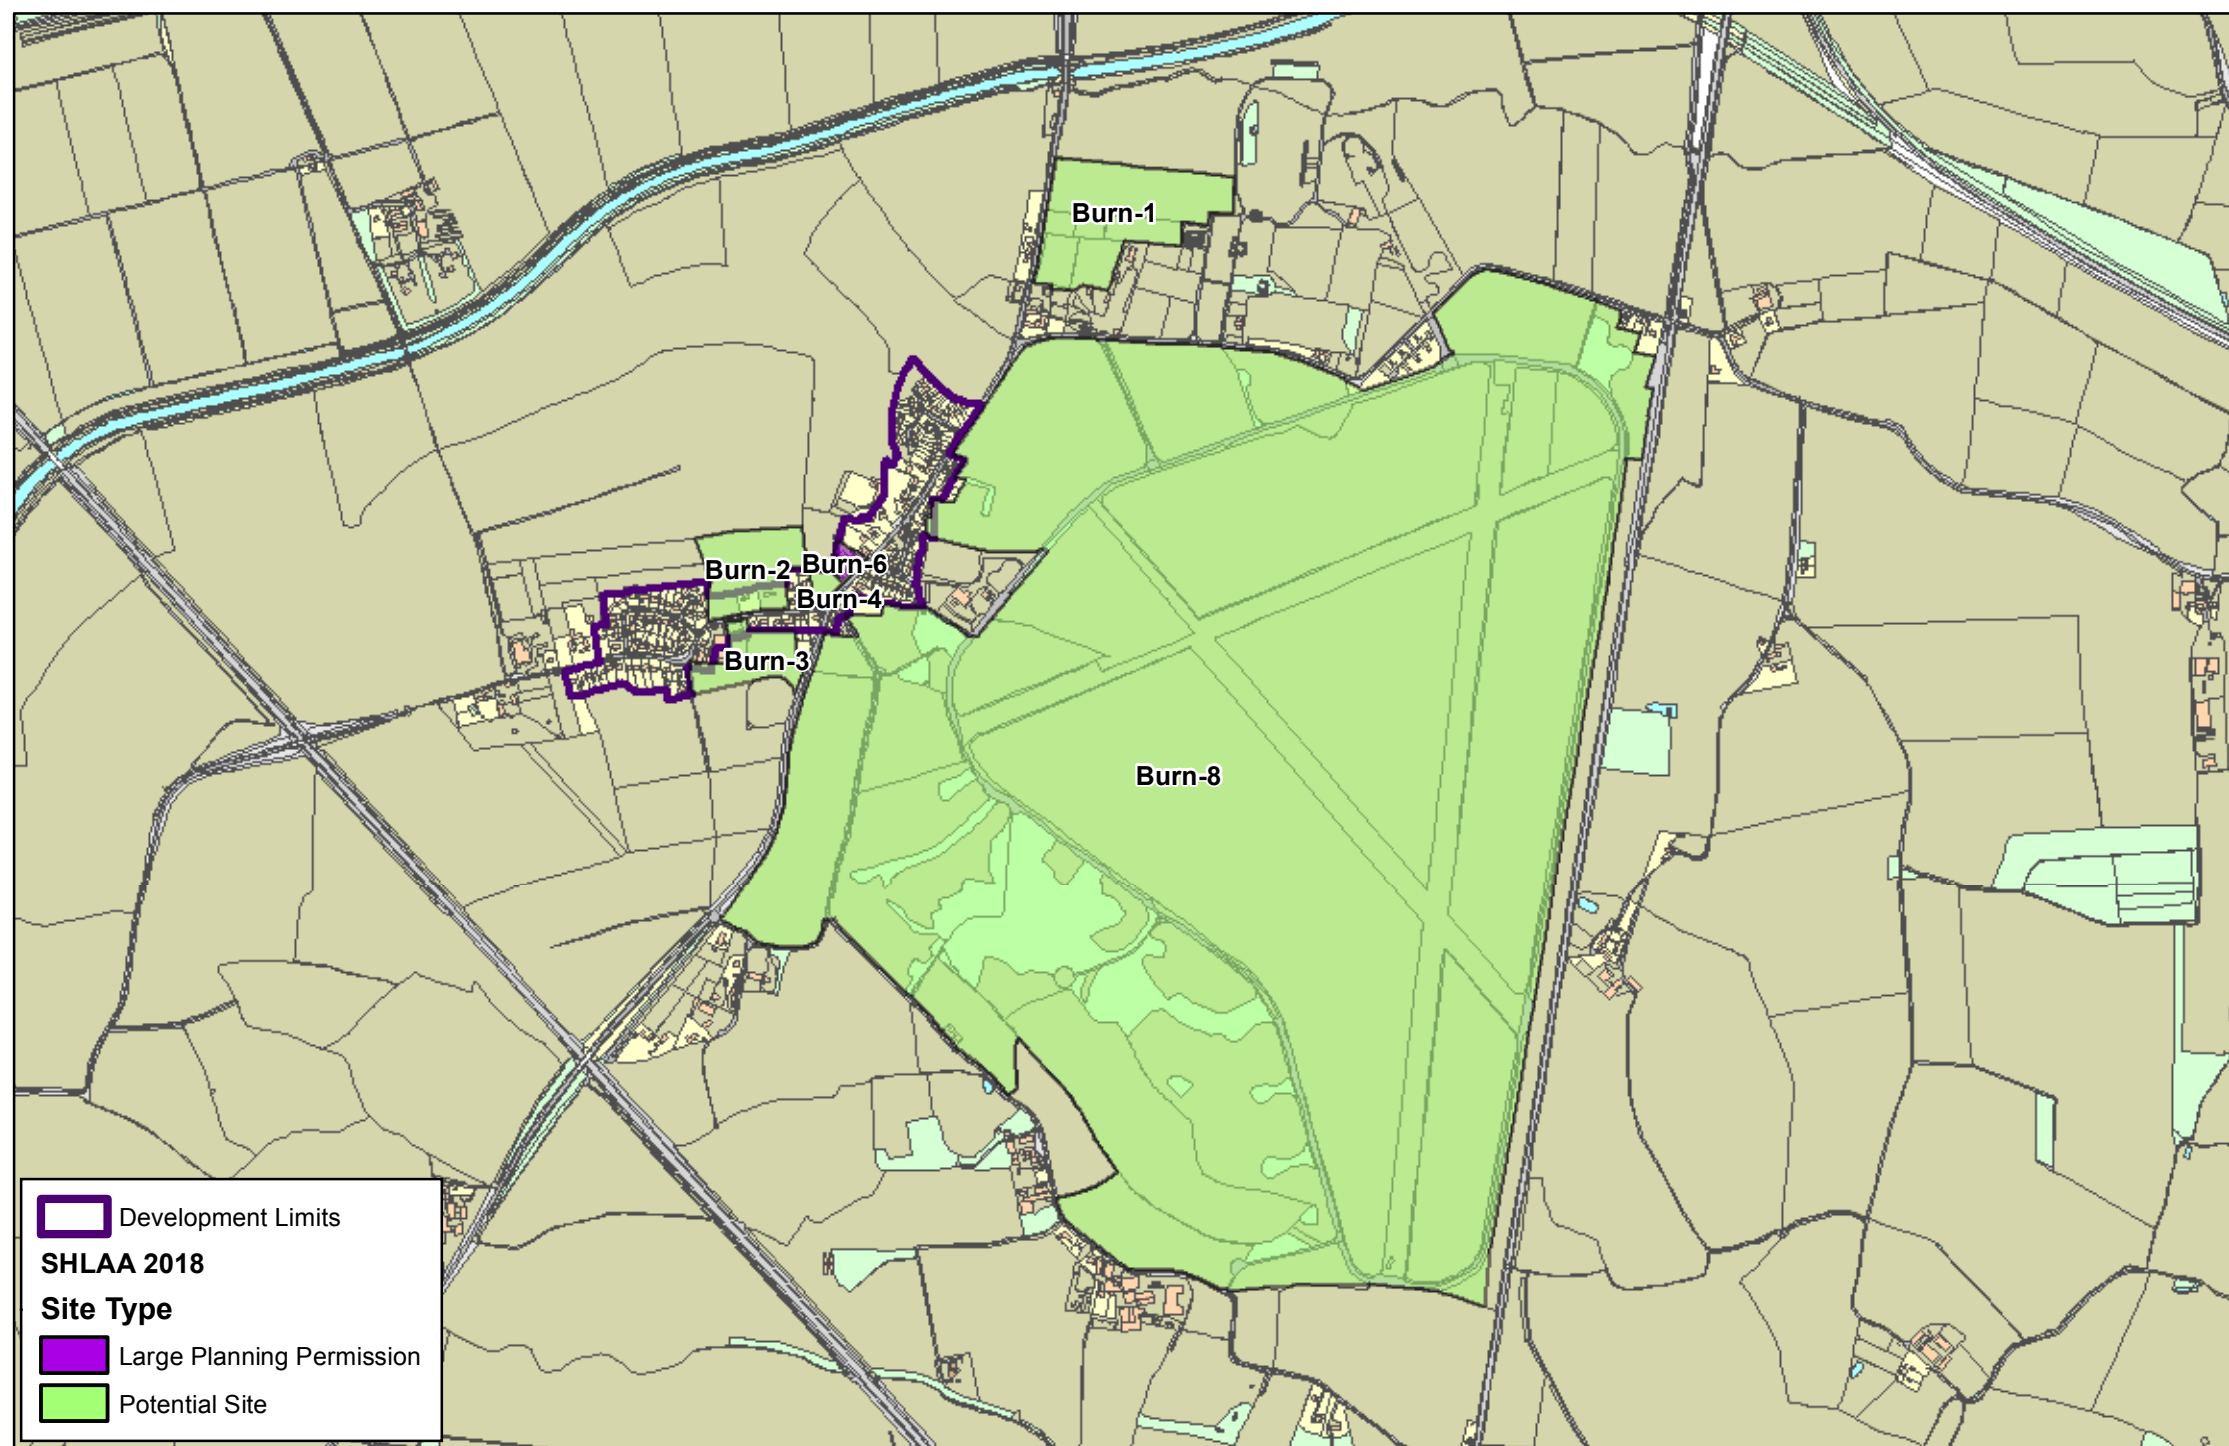 Burn-1
Burn-6
Burn-2
Burn-4
Burn-3
Burn-8
Development Limits
SHLAA 2018
Site Type
Large Planning Permission
Potential Site